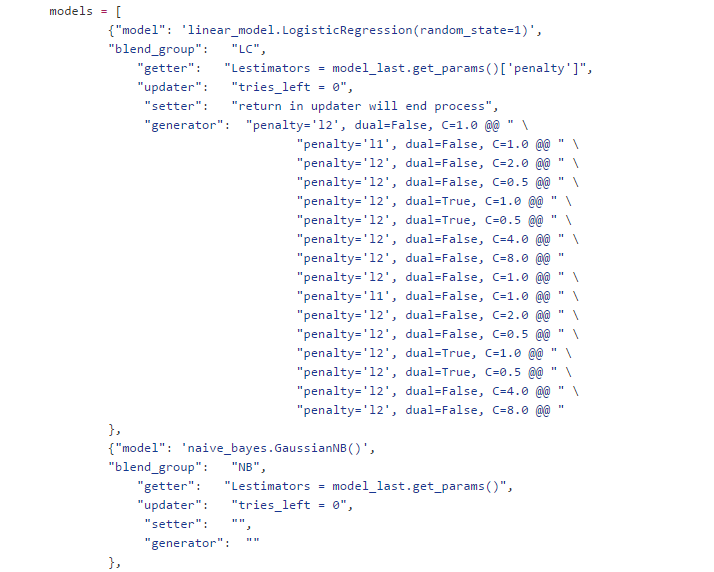 models = [
{"model": 'linear_model.LogisticRegression(random_state=1)',
"blend_group": "LC",
"getter": "Lestimators = model_last.get_params()['penalty']",
"updater": "tries_left = 0",
"setter": "return in updater will end process",
"generator": "penalty='l2', dual=False, C=1.0 @@ " \
"penalty='l1', dual=False, C=1.0 @@ " \
"penalty='l2', dual=False, C=2.0 @@ " \
"penalty='l2', dual=False, C=0.5 @@ " \
"penalty='l2', dual=True, C=1.0 @@ " \
"penalty='l2', dual=True, C=0.5 @@ " \
"penalty='l2', dual=False, C=4.0 @@ " \
"penalty='l2', dual=False, C=8.0 @@ "
"penalty='l2', dual=False, C=1.0 @@ " \
"penalty='l1', dual=False, C=1.0 @@ " \
"penalty='l2', dual=False, C=2.0 @@ " \
"penalty='l2', dual=False, C=0.5 @@ " \
"penalty='l2', dual=True, C=1.0 @@ " \
"penalty='l2', dual=True, C=0.5 @@ " \
"penalty='l2', dual=False, C=4.0 @@ " \
"penalty='l2', dual=False, C=8.0 @@ "
},
{"model": 'naive_bayes.GaussianNB()',
"blend_group": "NB",
"getter": "Lestimators = model_last.get_params()",
"updater": "tries_left = 0",
"setter": "",
"generator": ""
},